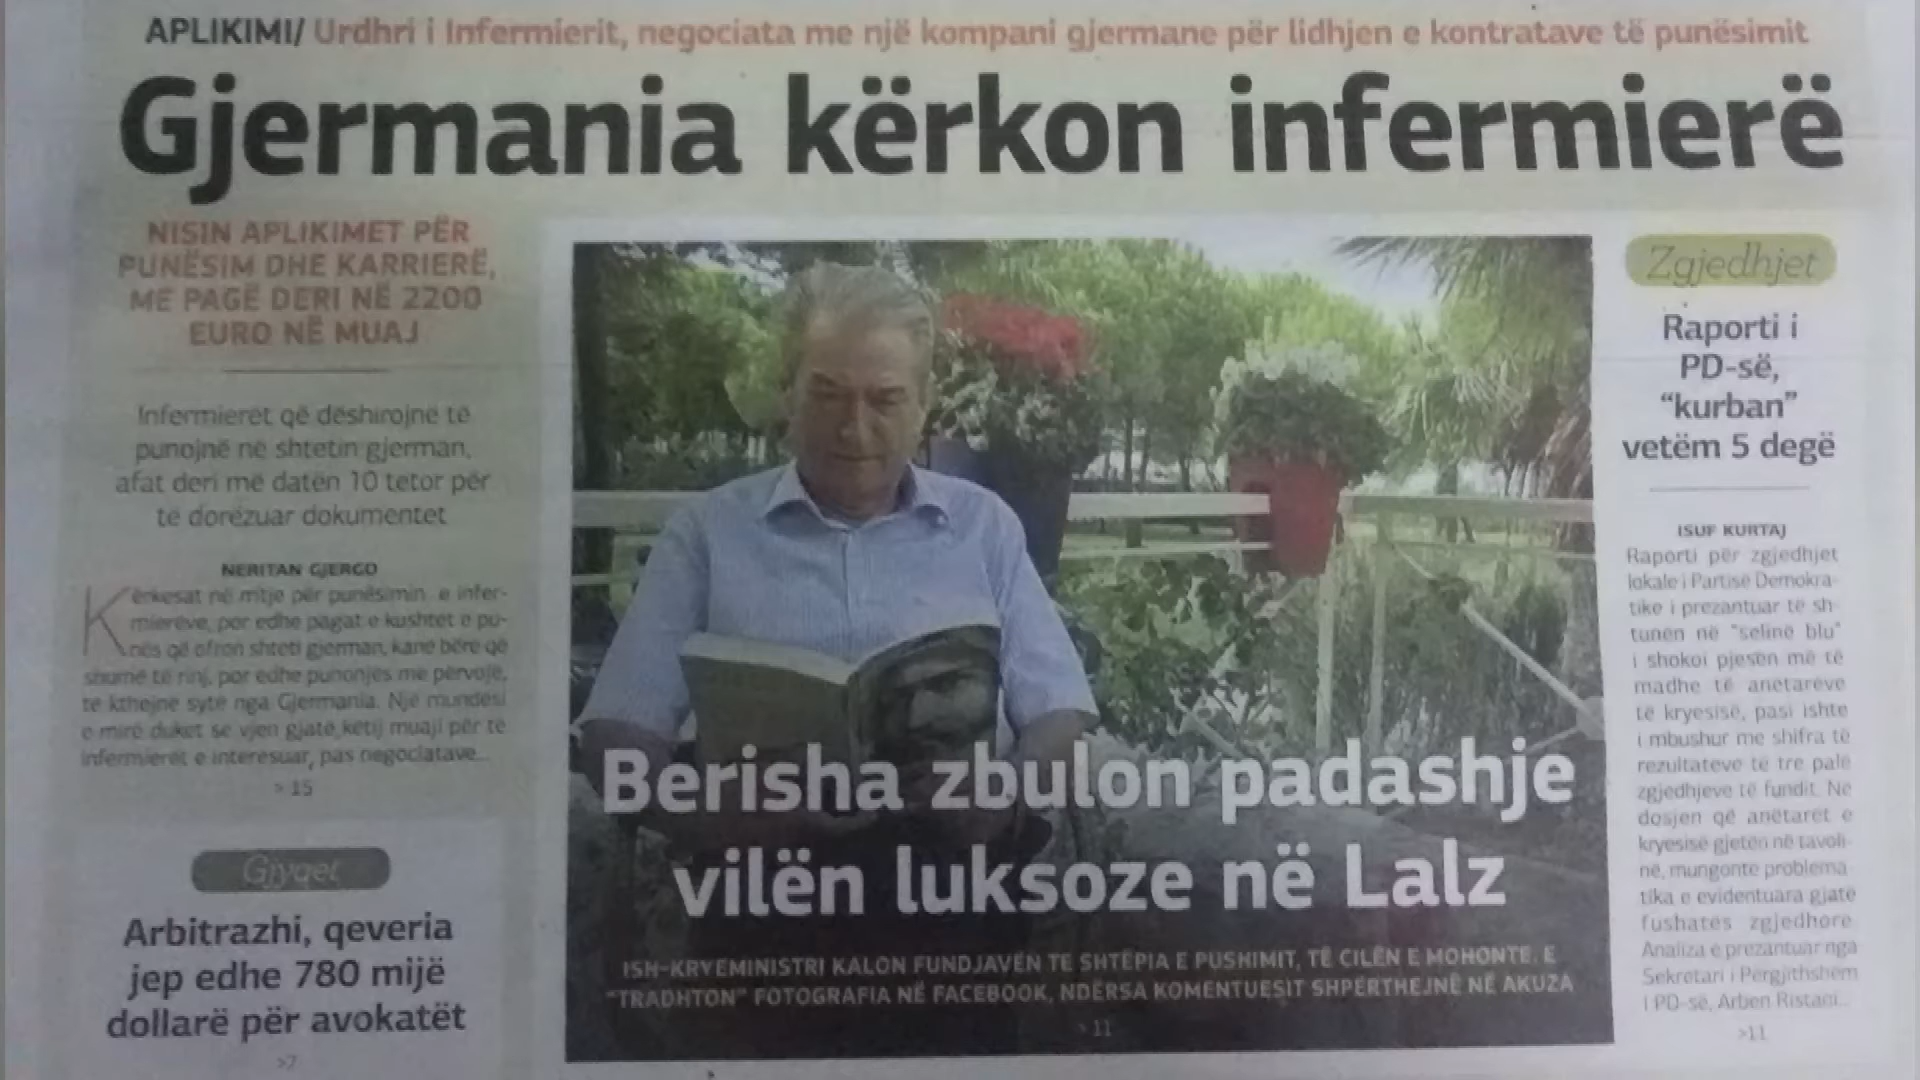 APLIKIMI/ Urdhri i Infermierit, negociata me një kompani gjermane për lidhjen e kontratave të punësimit
Gjermania kërkon infermierë
NISIN APLIKIMET PËR
PUNËSIM DHE KARRIERË,
ME PAGË DERI NË 2200
EURO NË MUAJ
Infermierët që dëshirojnë të
punojnë në shtetin gjerman,
afat deri më datën 10 tetor për
të dorëzuar dokumentet
NERITAN GJERGO
Kërkesat në rritje për punësimin e infer-
mierëve, por edhe pagat e kushtet e pu-
nës që ofron shteti gjerman, kanë bërë që
shumë të rinj, por edhe punonjës me përvojë,
të kthejnë sytë nga Gjermania. Një mundësi
e mirë duket se vjen gjatë këtij muaji për të
infermierët e interesuar, pas negociatave...
> 15
Gjyqet
Arbitrazhi, qeveria
jep edhe 780 mijë
dollarë për avokatët
>7
Berisha zbulon padashje
vilën luksoze në Lalz
ISH-KRYEMINISTRI KALON FUNDJAVËN TE SHTËPIA E PUSHIMIT, TË CILËN E MOHONTE. E
"TRADHTON" FOTOGRAFIA NË FACEBOOK, NDËRSA KOMENTUESIT SHPËRTHEJNË NË AKUZA
> 11
Zgjedhjet
Raporti i
PD-së,
“kurban”
vetëm 5 degë
ISUF KURTAJ
Raporti për zgjedhjet
lokale i Partisë Demokra-
tike i prezantuar të sh-
tunën në "selinë blu"
i shokoi pjesën më të
madhe të anëtarëve
të kryesisë, pasi ishte
i mbushur me shifra të
rezultateve të tre palë
zgjedhjeve të fundit. Në
dosjen që anëtarët e
kryesisë gjetën në tavoli-
në, mungonte problema
tika e evidentuara gjatë
fushatës zgjedhore.
Analiza e prezantuar nga
Sekretari i Përgjithshëm
i PD-së, Arben Ristani...
>11